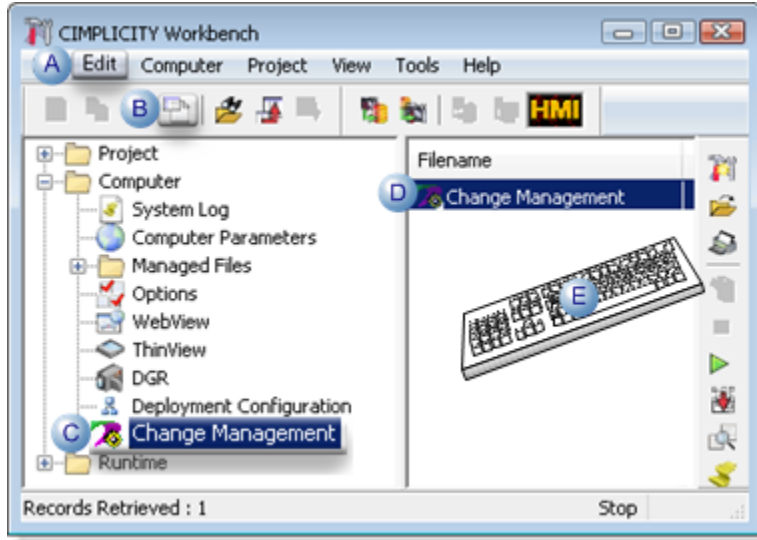 CIMPLICITY Workbench
A Edit Computer Project View Tools Help
B HMI
Project
Computer
System Log
Computer Parameters
Managed Files
Options
WebView
ThinView
DGR
Deployment Configuration
C Change Management
Runtime
Filename
D Change Management
E
Records Retrieved : 1 Stop